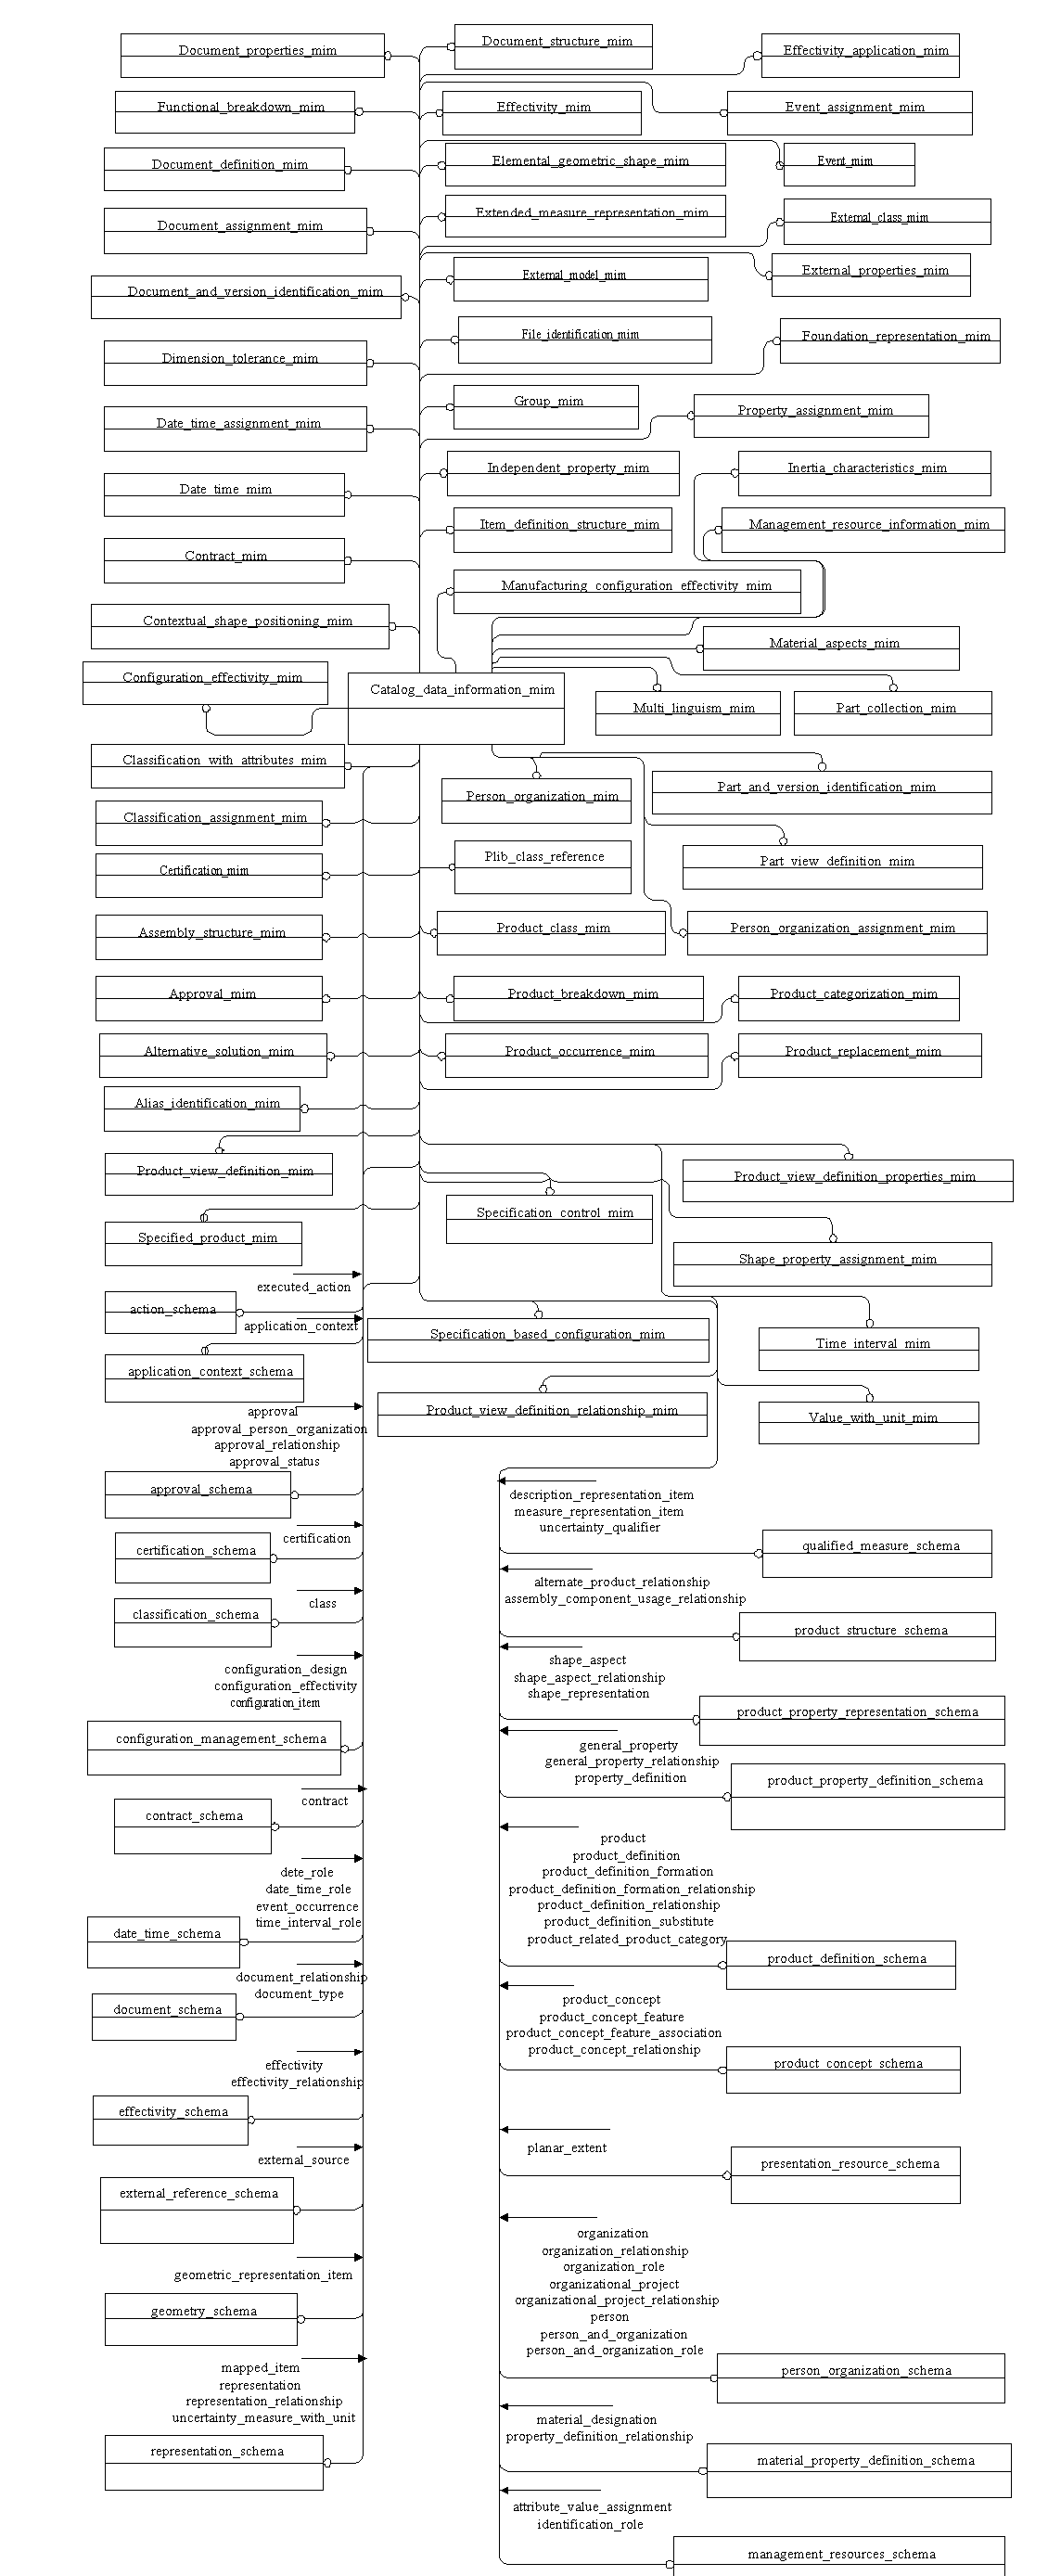 Document_structure_mim
Document_properties_mim
Effectivity_application_mim
Functional_breakdown_mim
Effectivity_mim
Event_assignment_mim
Document_definition_mim
Elemental_geometric_shape_mim
Event_mim
Document_assignment_mim
Extended_measure_representation_mim
External_class_mim
Document_and_version_identification_mim
External_model_mim
External_properties_mim
Dimension_tolerance_mim
File_identification_mim
Foundation_representation_mim
Date_time_assignment_mim
Group_mim
Property_assignment_mim
Date_time_mim
Independent_property_mim
Inertia_characteristics_mim
Contract_mim
Item_definition_structure_mim
Management_resource_information_mim
Contextual_shape_positioning_mim
Manufacturing_configuration_effectivity_mim
Material_aspects_mim
Configuration_effectivity_mim
Catalog_data_information_mim
Multi_linguism_mim
Part_collection_mim
Classification_with_attributes_mim
Person_organization_mim
Part_and_version_identification_mim
Classification_assignment_mim
Certification_mim
Plib_class_reference
Part_view_definition_mim
Assembly_structure_mim
Product_class_mim
Person_organization_assignment_mim
Approval_mim
Product_breakdown_mim
Product_categorization_mim
Alternative_solution_mim
Product_occurrence_mim
Product_replacement_mim
Alias_identification_mim
Product_view_definition_mim
Product_view_definition_properties_mim
Specified_product_mim
Specification_control_mim
Shape_property_assignment_mim
executed_action
action_schema
application_context
Specification_based_configuration_mim
Time_interval_mim
application_context_schema
Product_view_definition_relationship_mim
Value_with_unit_mim
approval
approval_person_organization
approval_relationship
approval_status
approval_schema
certification
certification_schema
class
classification_schema
configuration_design
configuration_effectivity
configuration_item
configuration_management_schema
contract
contract_schema
dete_role
date_time_role
event_occurrence
time_interval_role
date_time_schema
document_relationship
document_type
document_schema
effectivity
effectivity_relationship
effectivity_schema
external_source
external_reference_schema
geometric_representation_item
geometry_schema
mapped_item
representation
representation_relationship
uncertainty_measure_with_unit
representation_schema
description_representation_item
measure_representation_item
uncertainty_qualifier
qualified_measure_schema
alternate_product_relationship
assembly_component_usage_relationship
product_structure_schema
shape_aspect
shape_aspect_relationship
shape_representation
product_property_representation_schema
general_property
general_property_relationship
property_definition
product_property_definition_schema
product
product_definition
product_definition_formation
product_definition_formation_relationship
product_definition_relationship
product_definition_substitute
product_related_product_category
product_definition_schema
product_concept
product_concept_feature
product_concept_feature_association
product_concept_relationship
product_concept_schema
planar_extent
presentation_resource_schema
organization
organization_relationship
organization_role
organizational_project
organizational_project_relationship
person
person_and_organization
person_and_organization_role
person_organization_schema
material_designation
property_definition_relationship
material_property_definition_schema
attribute_value_assignment
identification_role
management_resources_schema